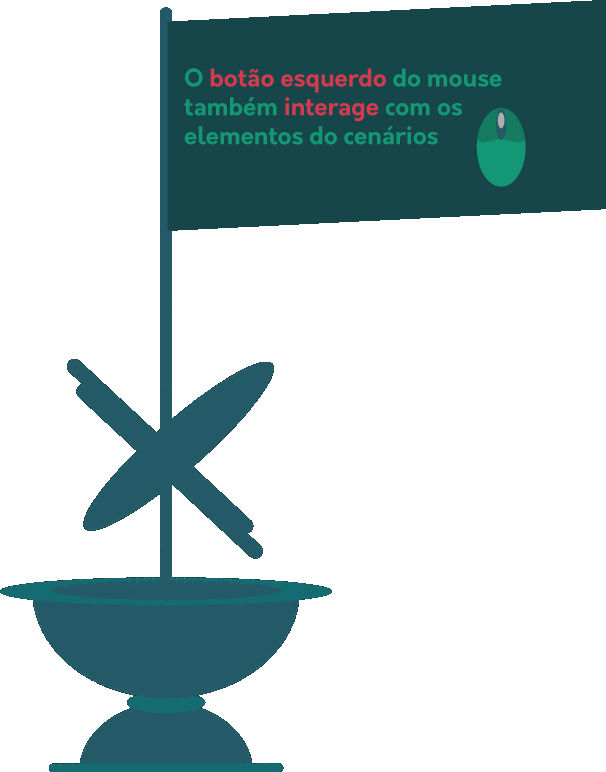 O botão esquerdo do mouse
também interage com os
elementos do cenários